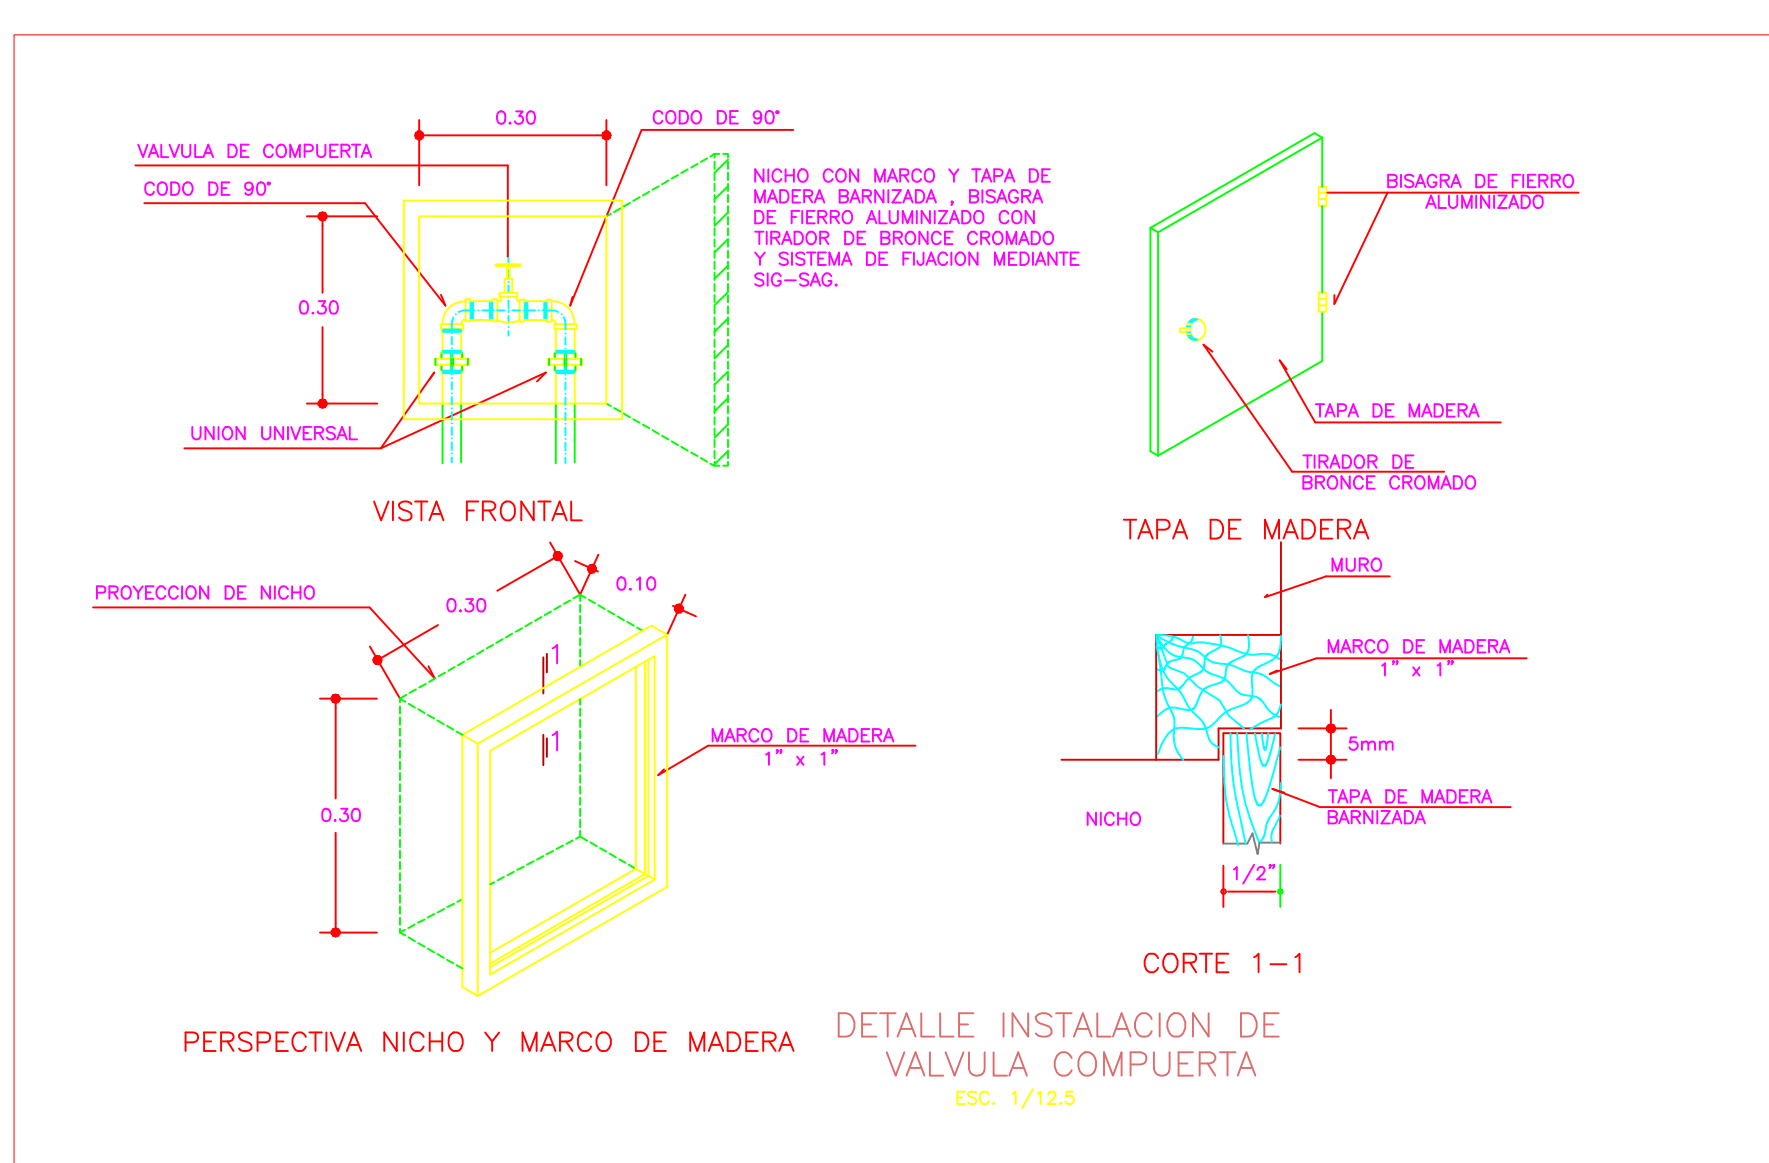 0.30
CODO DE 90°
VALVULA DE COMPUERTA
CODO DE 90°
0.30
UNION UNIVERSAL
NICHO CON MARCO Y TAPA DE
MADERA BARNIZADA , BISAGRA
DE FIERRO ALUMINIZADO CON
TIRADOR DE BRONCE CROMADO
Y SISTEMA DE FIJACION MEDIANTE
SIG-SAG.
VISTA FRONTAL
BISAGRA DE FIERRO
ALUMINIZADO
TAPA DE MADERA
TIRADOR DE
BRONCE CROMADO
TAPA DE MADERA
PROYECCION DE NICHO
0.30
0.10
1
1
0.30
MARCO DE MADERA
1" x 1"
PERSPECTIVA NICHO Y MARCO DE MADERA
MURO
MARCO DE MADERA
1" x 1"
5mm
TAPA DE MADERA
BARNIZADA
NICHO
1/2"
CORTE 1-1
DETALLE INSTALACION DE
VALVULA COMPUERTA
ESC. 1/12.5